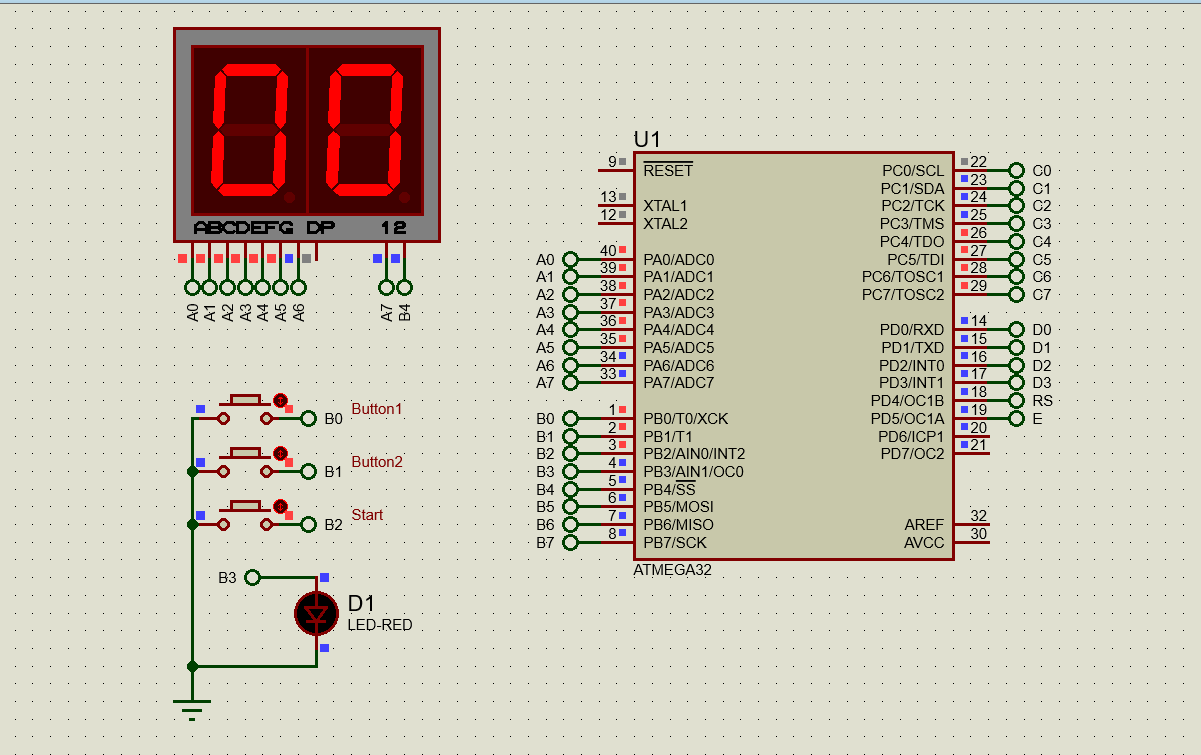 ABCDEFG DP 12
A0
A1
A2
A3
A4
A5
A6
A7
B4
B0 Button1
B1 Button2
B2 Start
B3
D1
LED-RED
U1
9 RESET
13 XTAL1
12 XTAL2
A0 40 PA0/ADC0
A1 39 PA1/ADC1
A2 38 PA2/ADC2
A3 37 PA3/ADC3
A4 36 PA4/ADC4
A5 35 PA5/ADC5
A6 34 PA6/ADC6
A7 33 PA7/ADC7
B0 1 PB0/T0/XCK
B1 2 PB1/T1
B2 3 PB2/AIN0/INT2
B3 4 PB3/AIN1/OC0
B4 5 PB4/SS
B5 6 PB5/MOSI
B6 7 PB6/MISO
B7 8 PB7/SCK
PC0/SCL 22 C0
PC1/SDA 23 C1
PC2/TCK 24 C2
PC3/TMS 25 C3
PC4/TDO 26 C4
PC5/TDI 27 C5
PC6/TOSC1 28 C6
PC7/TOSC2 29 C7
PD0/RXD 14 D0
PD1/TXD 15 D1
PD2/INT0 16 D2
PD3/INT1 17 D3
PD4/OC1B 18 RS
PD5/OC1A 19 E
PD6/ICP1 20
PD7/OC2 21
AREF 32
AVCC 30
ATMEGA32
00